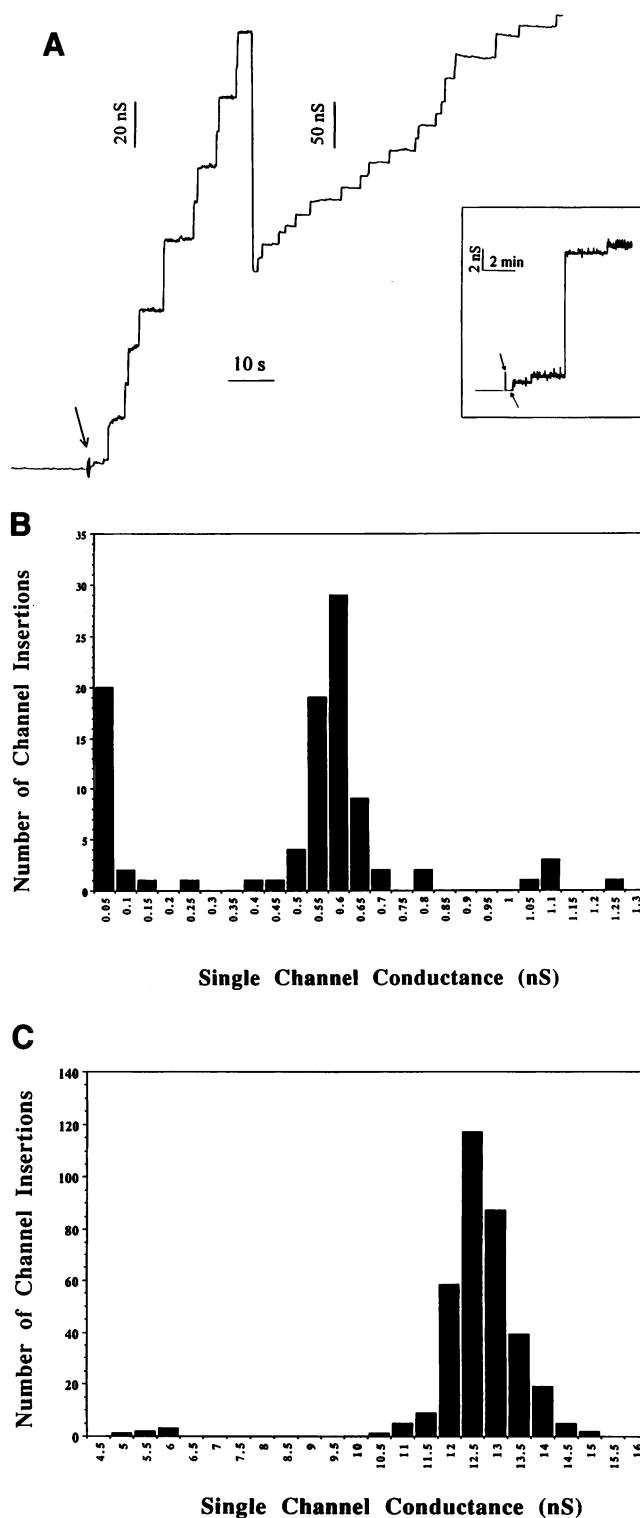 A
20 nS
50 nS
10 s
2 nS
2 min
B
Number of Channel Insertions
35
30
25
20
15
10
5
0
0.05 0.1 0.15 0.2 0.25 0.3 0.35 0.4 0.45 0.5 0.55 0.6 0.65 0.7 0.75 0.8 0.85 0.9 0.95 1 1.05 1.1 1.15 1.2 1.25 1.3
Single Channel Conductance (nS)
C
Number of Channel Insertions
140
120
100
80
60
40
20
0
4.5 5 5.5 6 6.5 7 7.5 8 8.5 9 9.5 10 10.5 11 11.5 12 12.5 13 13.5 14 14.5 15 15.5 16
Single Channel Conductance (nS)